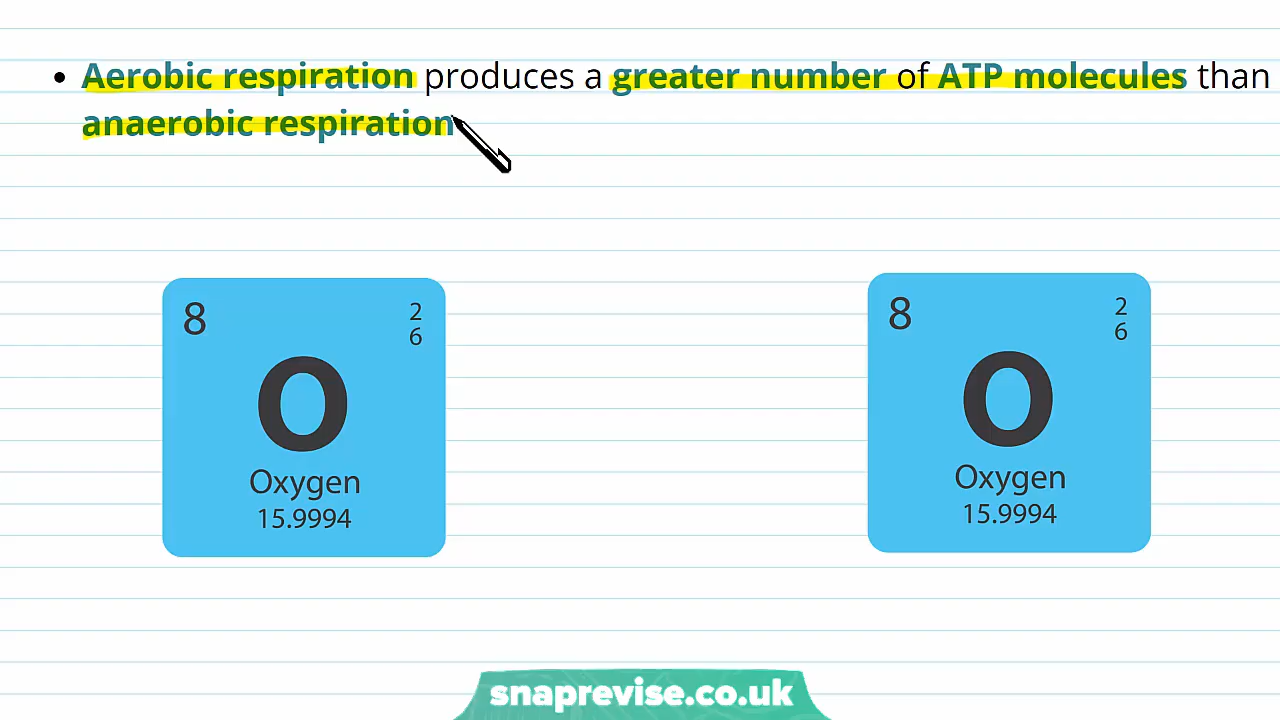 • Aerobic respiration produces a greater number of ATP molecules than
anaerobic respiration
8
2
6
O
Oxygen
15.9994
8
2
6
O
Oxygen
15.9994
snaprevise.co.uk